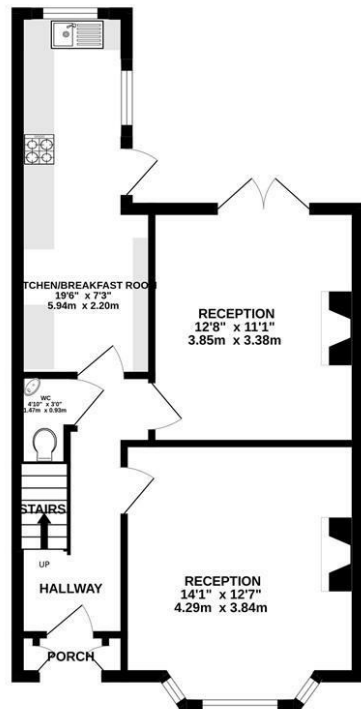 KITCHEN/BREAKFAST ROOM
19'6" x 7'3"
5.94m x 2.20m
RECEPTION
12'8" x 11'1"
3.85m x 3.38m
WC
4'10" x 3'0"
1.47m x 0.93m
STAIRS
UP
HALLWAY
RECEPTION
14'1" x 12'7"
4.29m x 3.84m
PORCH